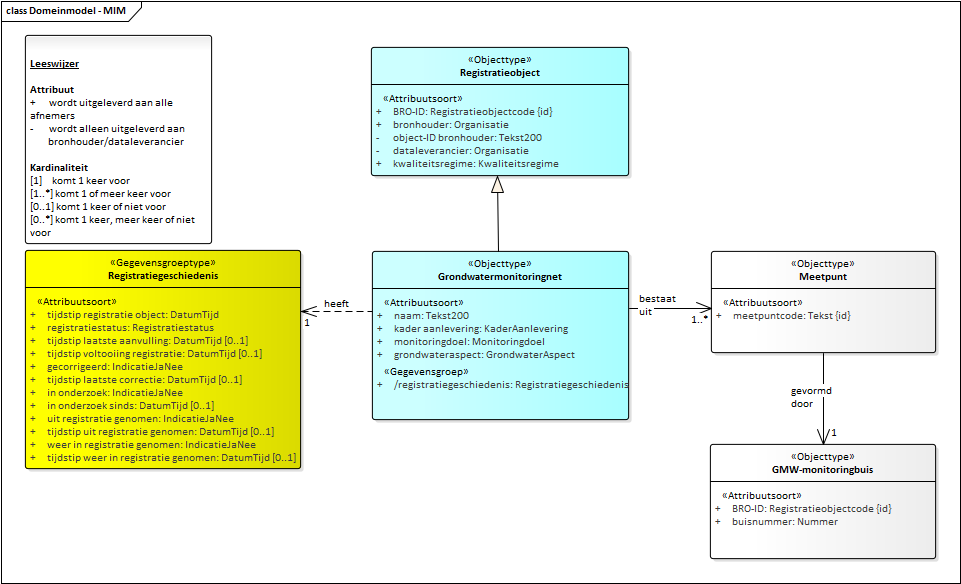 class Domeinmodel - MIM
Leeswijzer
Attribuut
+ wordt uitgeleverd aan alle
afnemers
- wordt alleen uitgeleverd aan
bronhouder/dataleverancier
Kardinaliteit
[1] komt 1 keer voor
[1..*] komt 1 of meer keer voor
[0..1] komt 1 keer of niet voor
[0..*] komt 1 keer, meer keer of niet
voor
«Objecttype»
Registratieobject
«Attribuutsoort»
+ BRO-ID: Registratieobjectcode {id}
+ bronhouder: Organisatie
- object-ID bronhouder: Tekst200
- dataleverancier: Organisatie
+ kwaliteitsregime: Kwaliteitsregime
«Gegevensgroeptype»
Registratiegeschiedenis
«Attribuutsoort»
+ tijdstip registratie object: DatumTijd
+ registratiestatus: Registratiestatus
+ tijdstip laatste aanvulling: DatumTijd [0..1]
+ tijdstip voltooiing registratie: DatumTijd [0..1]
+ gecorrigeerd: IndicatieJaNee
+ tijdstip laatste correctie: DatumTijd [0..1]
+ in onderzoek: IndicatieJaNee
+ in onderzoek sinds: DatumTijd [0..1]
+ uit registratie genomen: IndicatieJaNee
+ tijdstip uit registratie genomen: DatumTijd [0..1]
+ weer in registratie genomen: IndicatieJaNee
+ tijdstip weer in registratie genomen: DatumTijd [0..1]
heeft
1
«Objecttype»
Grondwatermonitoringnet
«Attribuutsoort»
+ naam: Tekst200
+ kader aanlevering: KaderAanlevering
+ monitoringdoel: Monitoringdoel
+ grondwateraspect: GrondwaterAspect
«Gegevensgroep»
+ /registratiegeschiedenis: Registratiegeschiedenis
bestaat
uit
1..*
«Objecttype»
Meetpunt
«Attribuutsoort»
+ meetpuntcode: Tekst {id}
gevormd
door
1
«Objecttype»
GMW-monitoringbuis
«Attribuutsoort»
+ BRO-ID: Registratieobjectcode {id}
+ buisnummer: Nummer